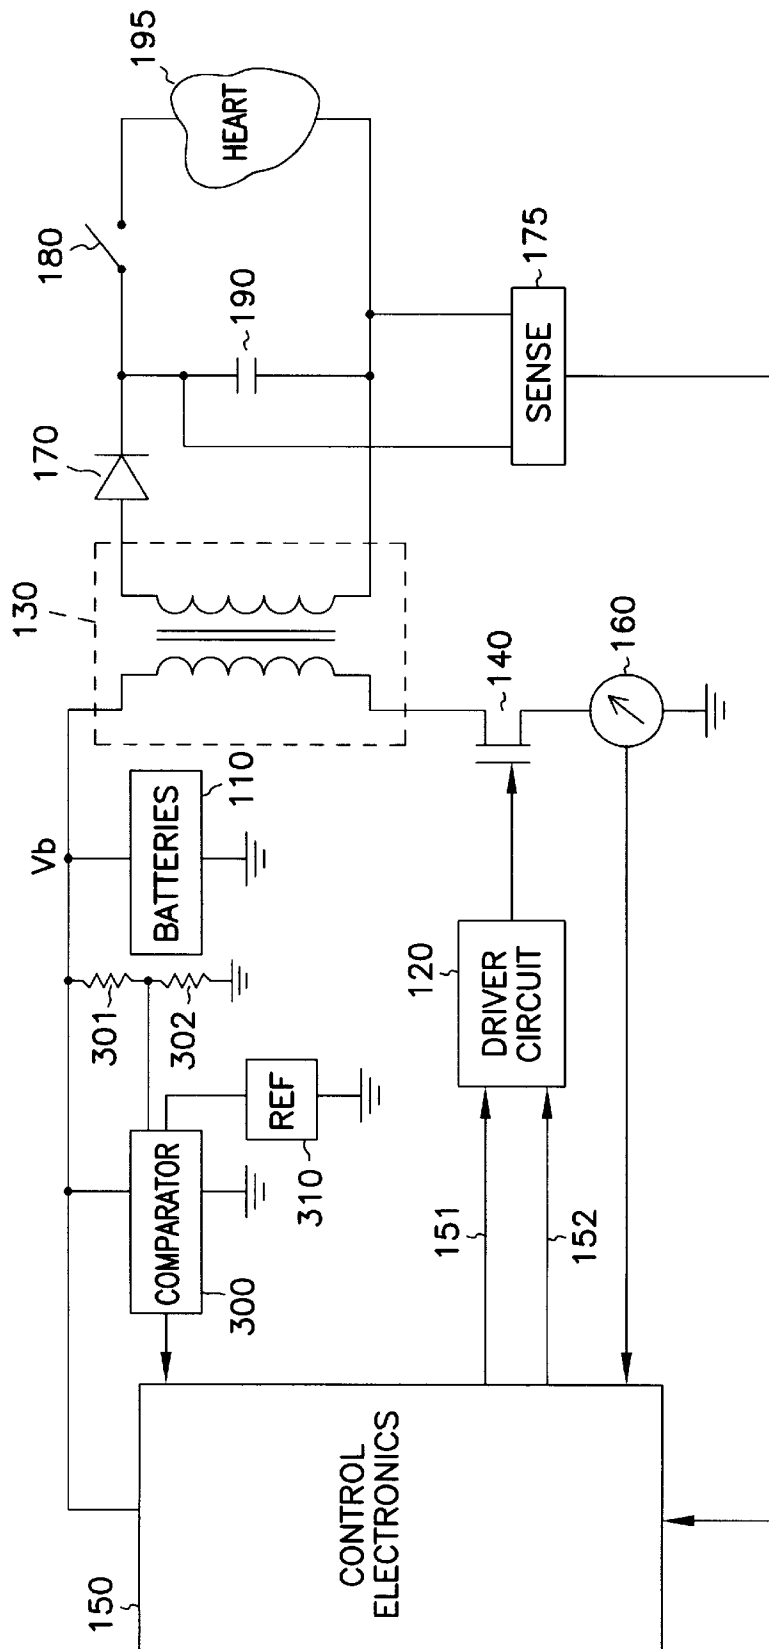 150
CONTROL
ELECTRONICS
COMPARATOR
300
REF
310
301
302
Vb
BATTERIES
110
130
170
180
190
HEART
195
151
152
120
DRIVER
CIRCUIT
140
160
SENSE
175